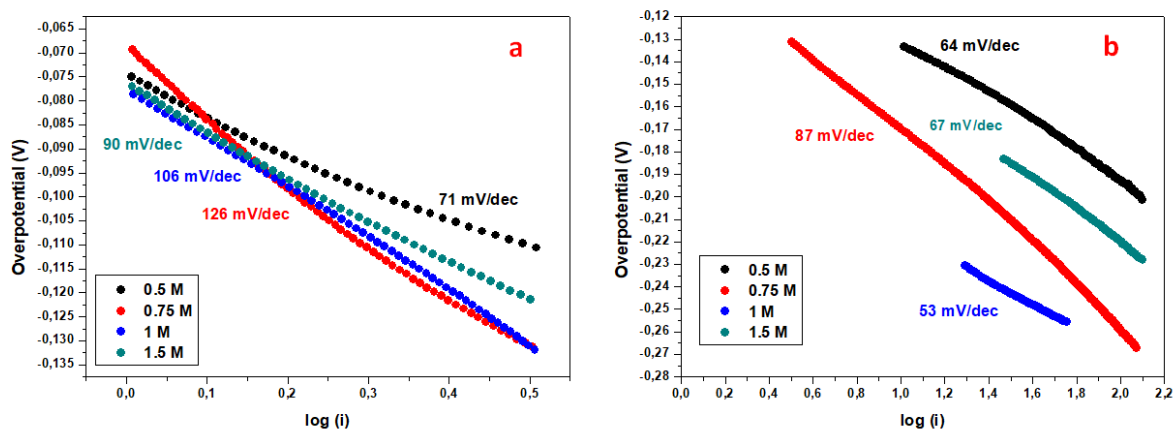 a
-0,065
-0,070
-0,075
-0,080
-0,085
-0,090
-0,095
-0,100
-0,105
-0,110
-0,115
-0,120
-0,125
-0,130
-0,135
Overpotential (V)
90 mV/dec
106 mV/dec
126 mV/dec
71 mV/dec
0.5 M
0.75 M
1 M
1.5 M
0,0 0,1 0,2 0,3 0,4 0,5
log (i)
b
-0,12
-0,13
-0,14
-0,15
-0,16
-0,17
-0,18
-0,19
-0,20
-0,21
-0,22
-0,23
-0,24
-0,25
-0,26
-0,27
-0,28
Overpotential (V)
64 mV/dec
87 mV/dec
67 mV/dec
53 mV/dec
0.5 M
0.75 M
1 M
1.5 M
0,0 0,2 0,4 0,6 0,8 1,0 1,2 1,4 1,6 1,8 2,0 2,2
log (i)